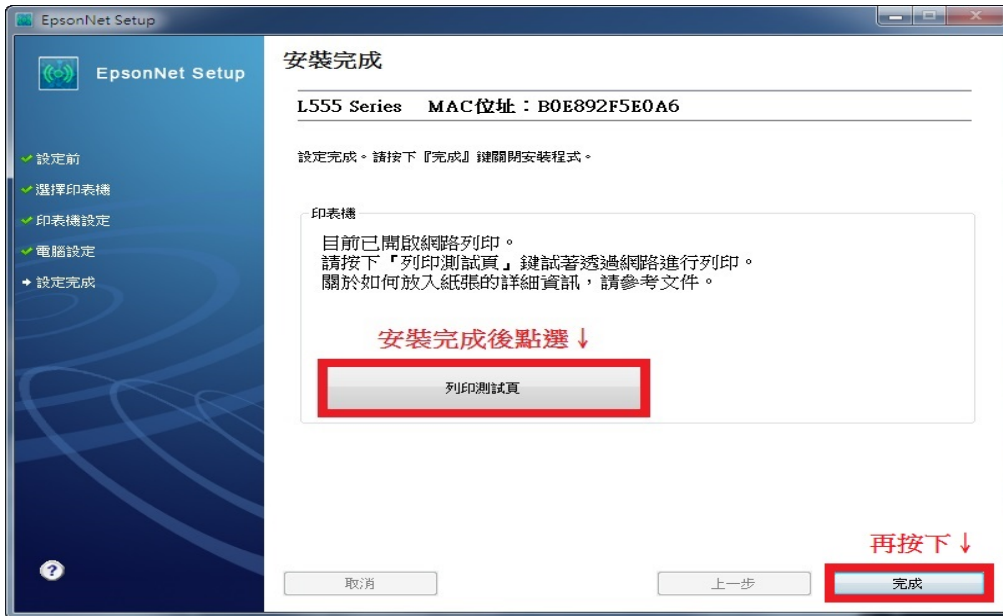 EpsonNet Setup
EpsonNet Setup
設定前
選擇印表機
印表機設定
電腦設定
設定完成
安裝完成
L555 Series MAC位址：B0E892F5E0A6
設定完成。請按下『完成』鍵關閉安裝程式。
印表機
目前已開啟網路列印。
請按下「列印測試頁」鍵試著透過網路進行列印。
關於如何放入紙張的詳細資訊，請參考文件。
安裝完成後點選↓
列印測試頁
再按下↓
取消
上一步
完成